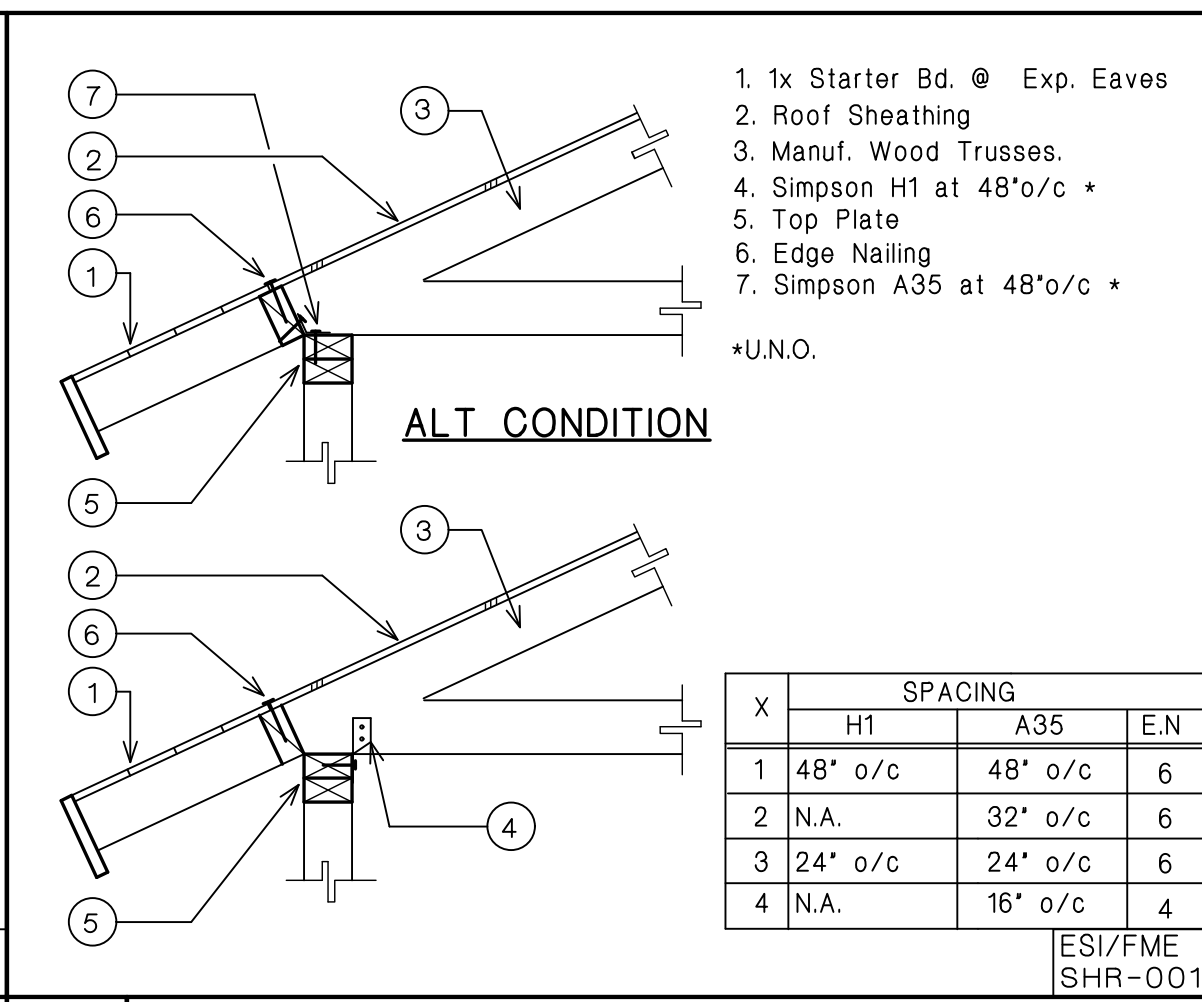 1. 1x Starter Bd. @ Exp. Eaves
2. Roof Sheathing
3. Manuf. Wood Trusses.
4. Simpson H1 at 48"o/c *
5. Top Plate
6. Edge Nailing
7. Simpson A35 at 48"o/c *
*U.N.O.
7
3
2
6
1
5
ALT CONDITION
3
2
6
1
4
5
X SPACING
H1 A35 E.N
1 48" o/c 48" o/c 6
2 N.A. 32" o/c 6
3 24" o/c 24" o/c 6
4 N.A. 16" o/c 4
ESI/FME
SHR-001